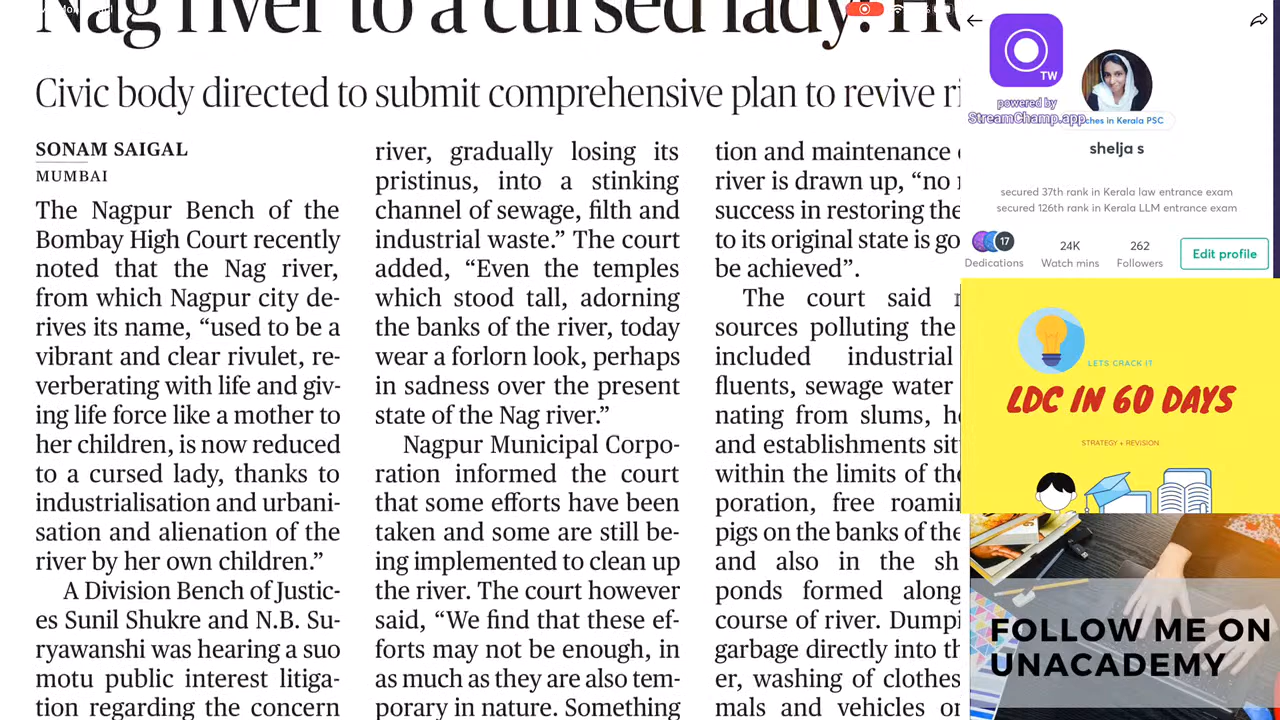 Nag river to a cursed lady:
Civic body directed to submit comprehensive plan to revive
SONAM SAIGAL
MUMBAI
The Nagpur Bench of the
Bombay High Court recently
noted that the Nag river,
from which Nagpur city de-
rives its name, “used to be a
vibrant and clear rivulet, re-
verberating with life and giv-
ing life force like a mother to
her children, is now reduced
to a cursed lady, thanks to
industrialisation and urbani-
sation and alienation of the
river by her own children.”
A Division Bench of Justic-
es Sunil Shukre and N.B. Su-
ryawanshi was hearing a suo
motu public interest litiga-
tion regarding the concern
river, gradually losing its
pristinus, into a stinking
channel of sewage, filth and
industrial waste.” The court
added, “Even the temples
which stood tall, adorning
the banks of the river, today
wear a forlorn look, perhaps
in sadness over the present
state of the Nag river.”
Nagpur Municipal Corpo-
ration informed the court
that some efforts have been
taken and some are still be-
ing implemented to clean up
the river. The court however
said, “We find that these ef-
forts may not be enough, in
as much as they are also tem-
porary in nature. Something
tion and maintenance
river is drawn up, “no
success in restoring the
to its original state is go
be achieved”.
The court said
sources polluting the
included industrial
fluents, sewage water
nating from slums,
and establishments sit
within the limits of the
poration, free roami
pigs on the banks of the
and also in the sh
ponds formed along
course of river. Dumpi
garbage directly into th
er, washing of clothes
mals and vehicles
TW
powered by
StreamChamp.app
ches in Kerala PSC
shelja s
secured 37th rank in Kerala law entrance exam
secured 126th rank in Kerala LLM entrance exam
17 24K 262
Dedications Watch mins Followers
Edit profile
LETS CRACK IT
LDC IN 60 DAYS
STRATEGY + REVISION
FOLLOW ME ON
UNACADEMY